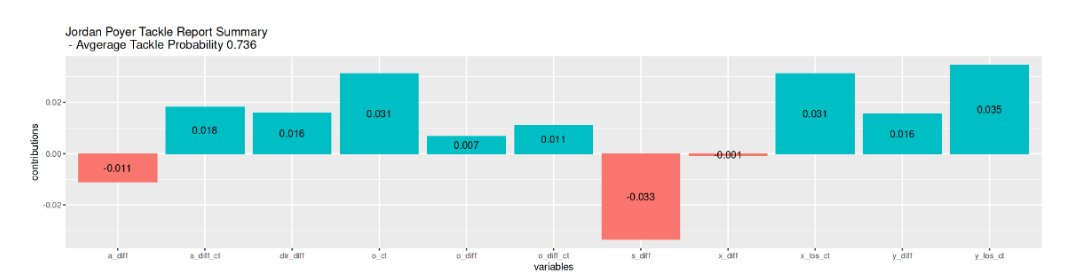 Jordan Poyer Tackle Report Summary
- Avgerage Tackle Probability 0.736
contributions
0.02
0.00
-0.02
-0.011
0.018
0.016
0.031
0.007
0.011
-0.033
-0.001
0.031
0.016
0.035
a_diff
a_diff_ct
dir_diff
o_ct
o_diff
o_diff_ct
s_diff
x_diff
x_los_ct
y_diff
y_los_ct
variables